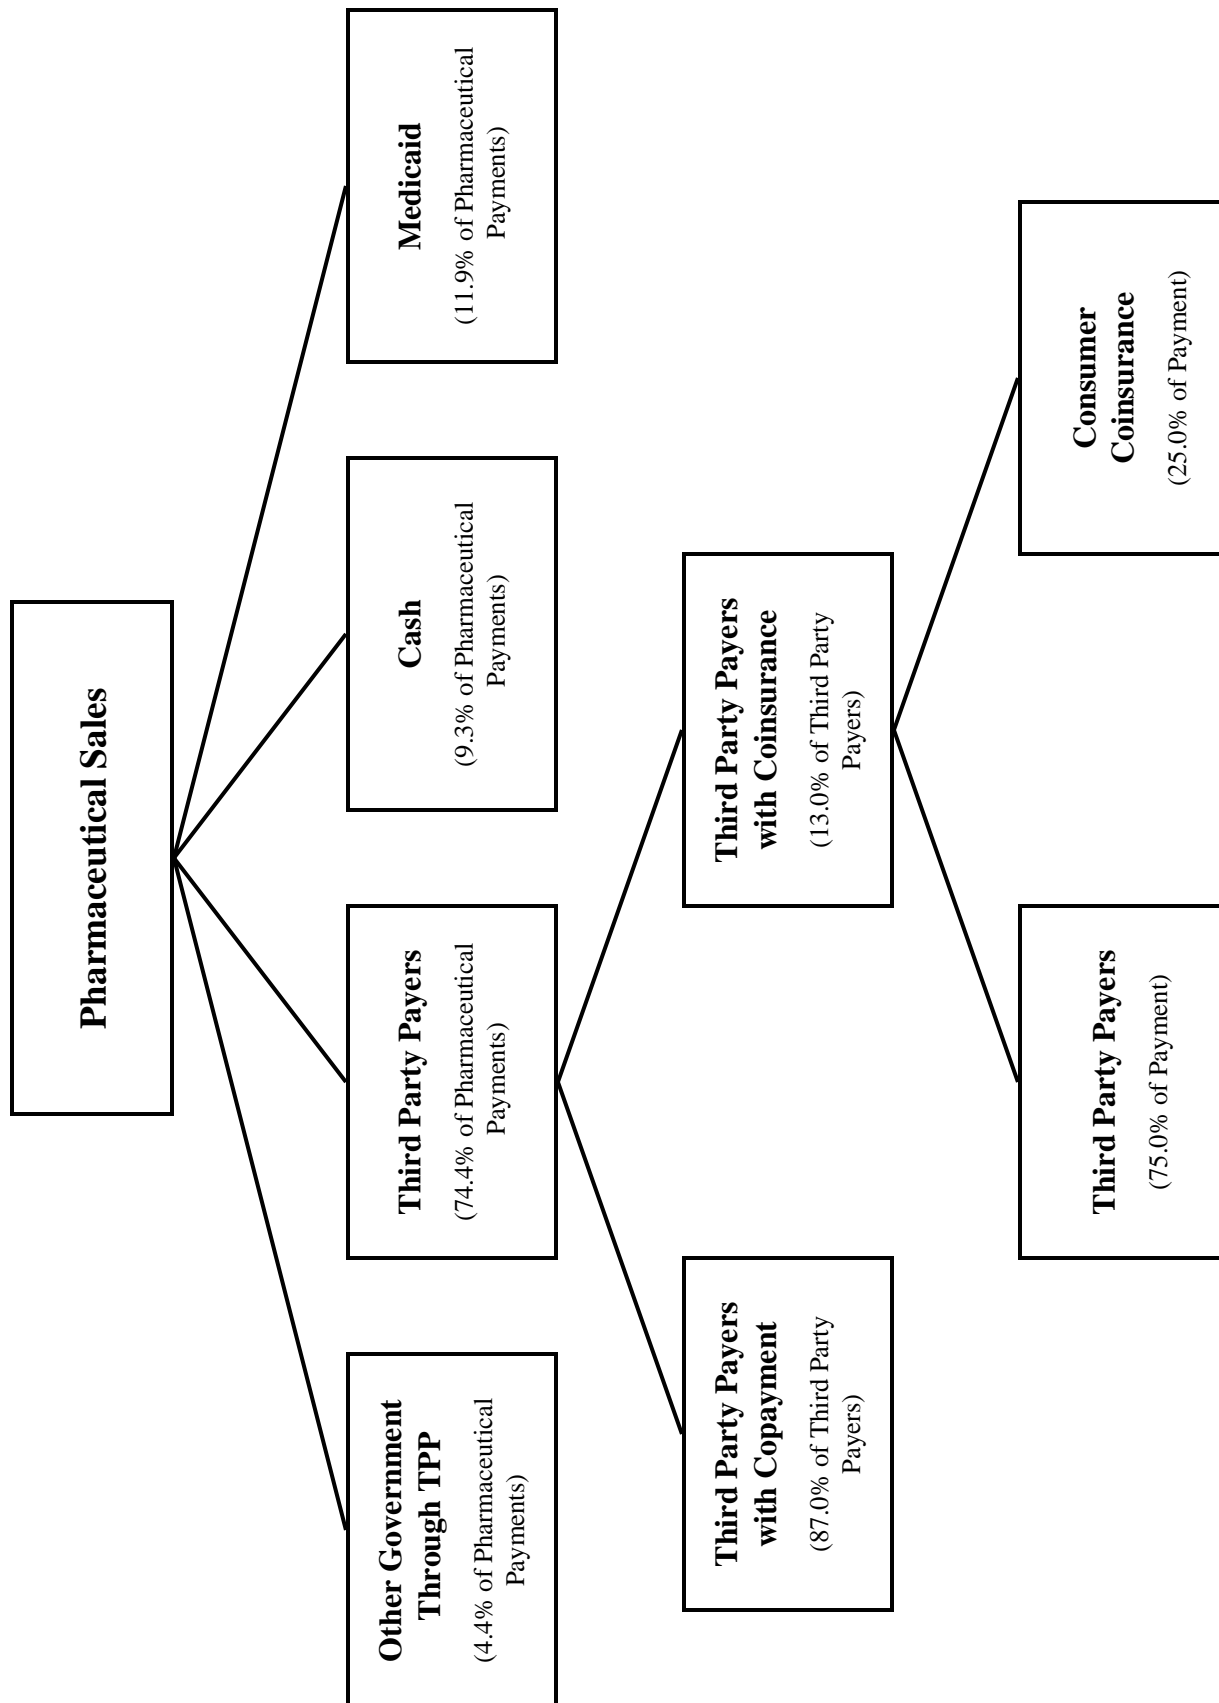 Pharmaceutical Sales
Other Government
Through TPP
(4.4% of Pharmaceutical
Payments)
Third Party Payers
(74.4% of Pharmaceutical
Payments)
Cash
(9.3% of Pharmaceutical
Payments)
Medicaid
(11.9% of Pharmaceutical
Payments)
Third Party Payers
with Copayment
(87.0% of Third Party
Payers)
Third Party Payers
with Coinsurance
(13.0% of Third Party
Payers)
Third Party Payers
(75.0% of Payment)
Consumer
Coinsurance
(25.0% of Payment)